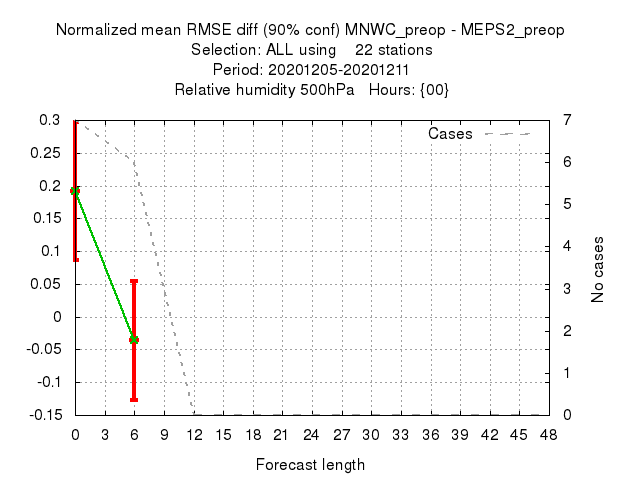 Normalized mean RMSE diff (90% conf) MNWC_preop - MEPS2_preop
Selection: ALL using 22 stations
Period: 20201205-20201211
Relative humidity 500hPa Hours: {00}
Cases
0.3
0.25
0.2
0.15
0.1
0.05
0
-0.05
-0.1
-0.15
7
6
5
4
3
2
1
0
No cases
0 3 6 9 12 15 18 21 24 27 30 33 36 39 42 45 48
Forecast length